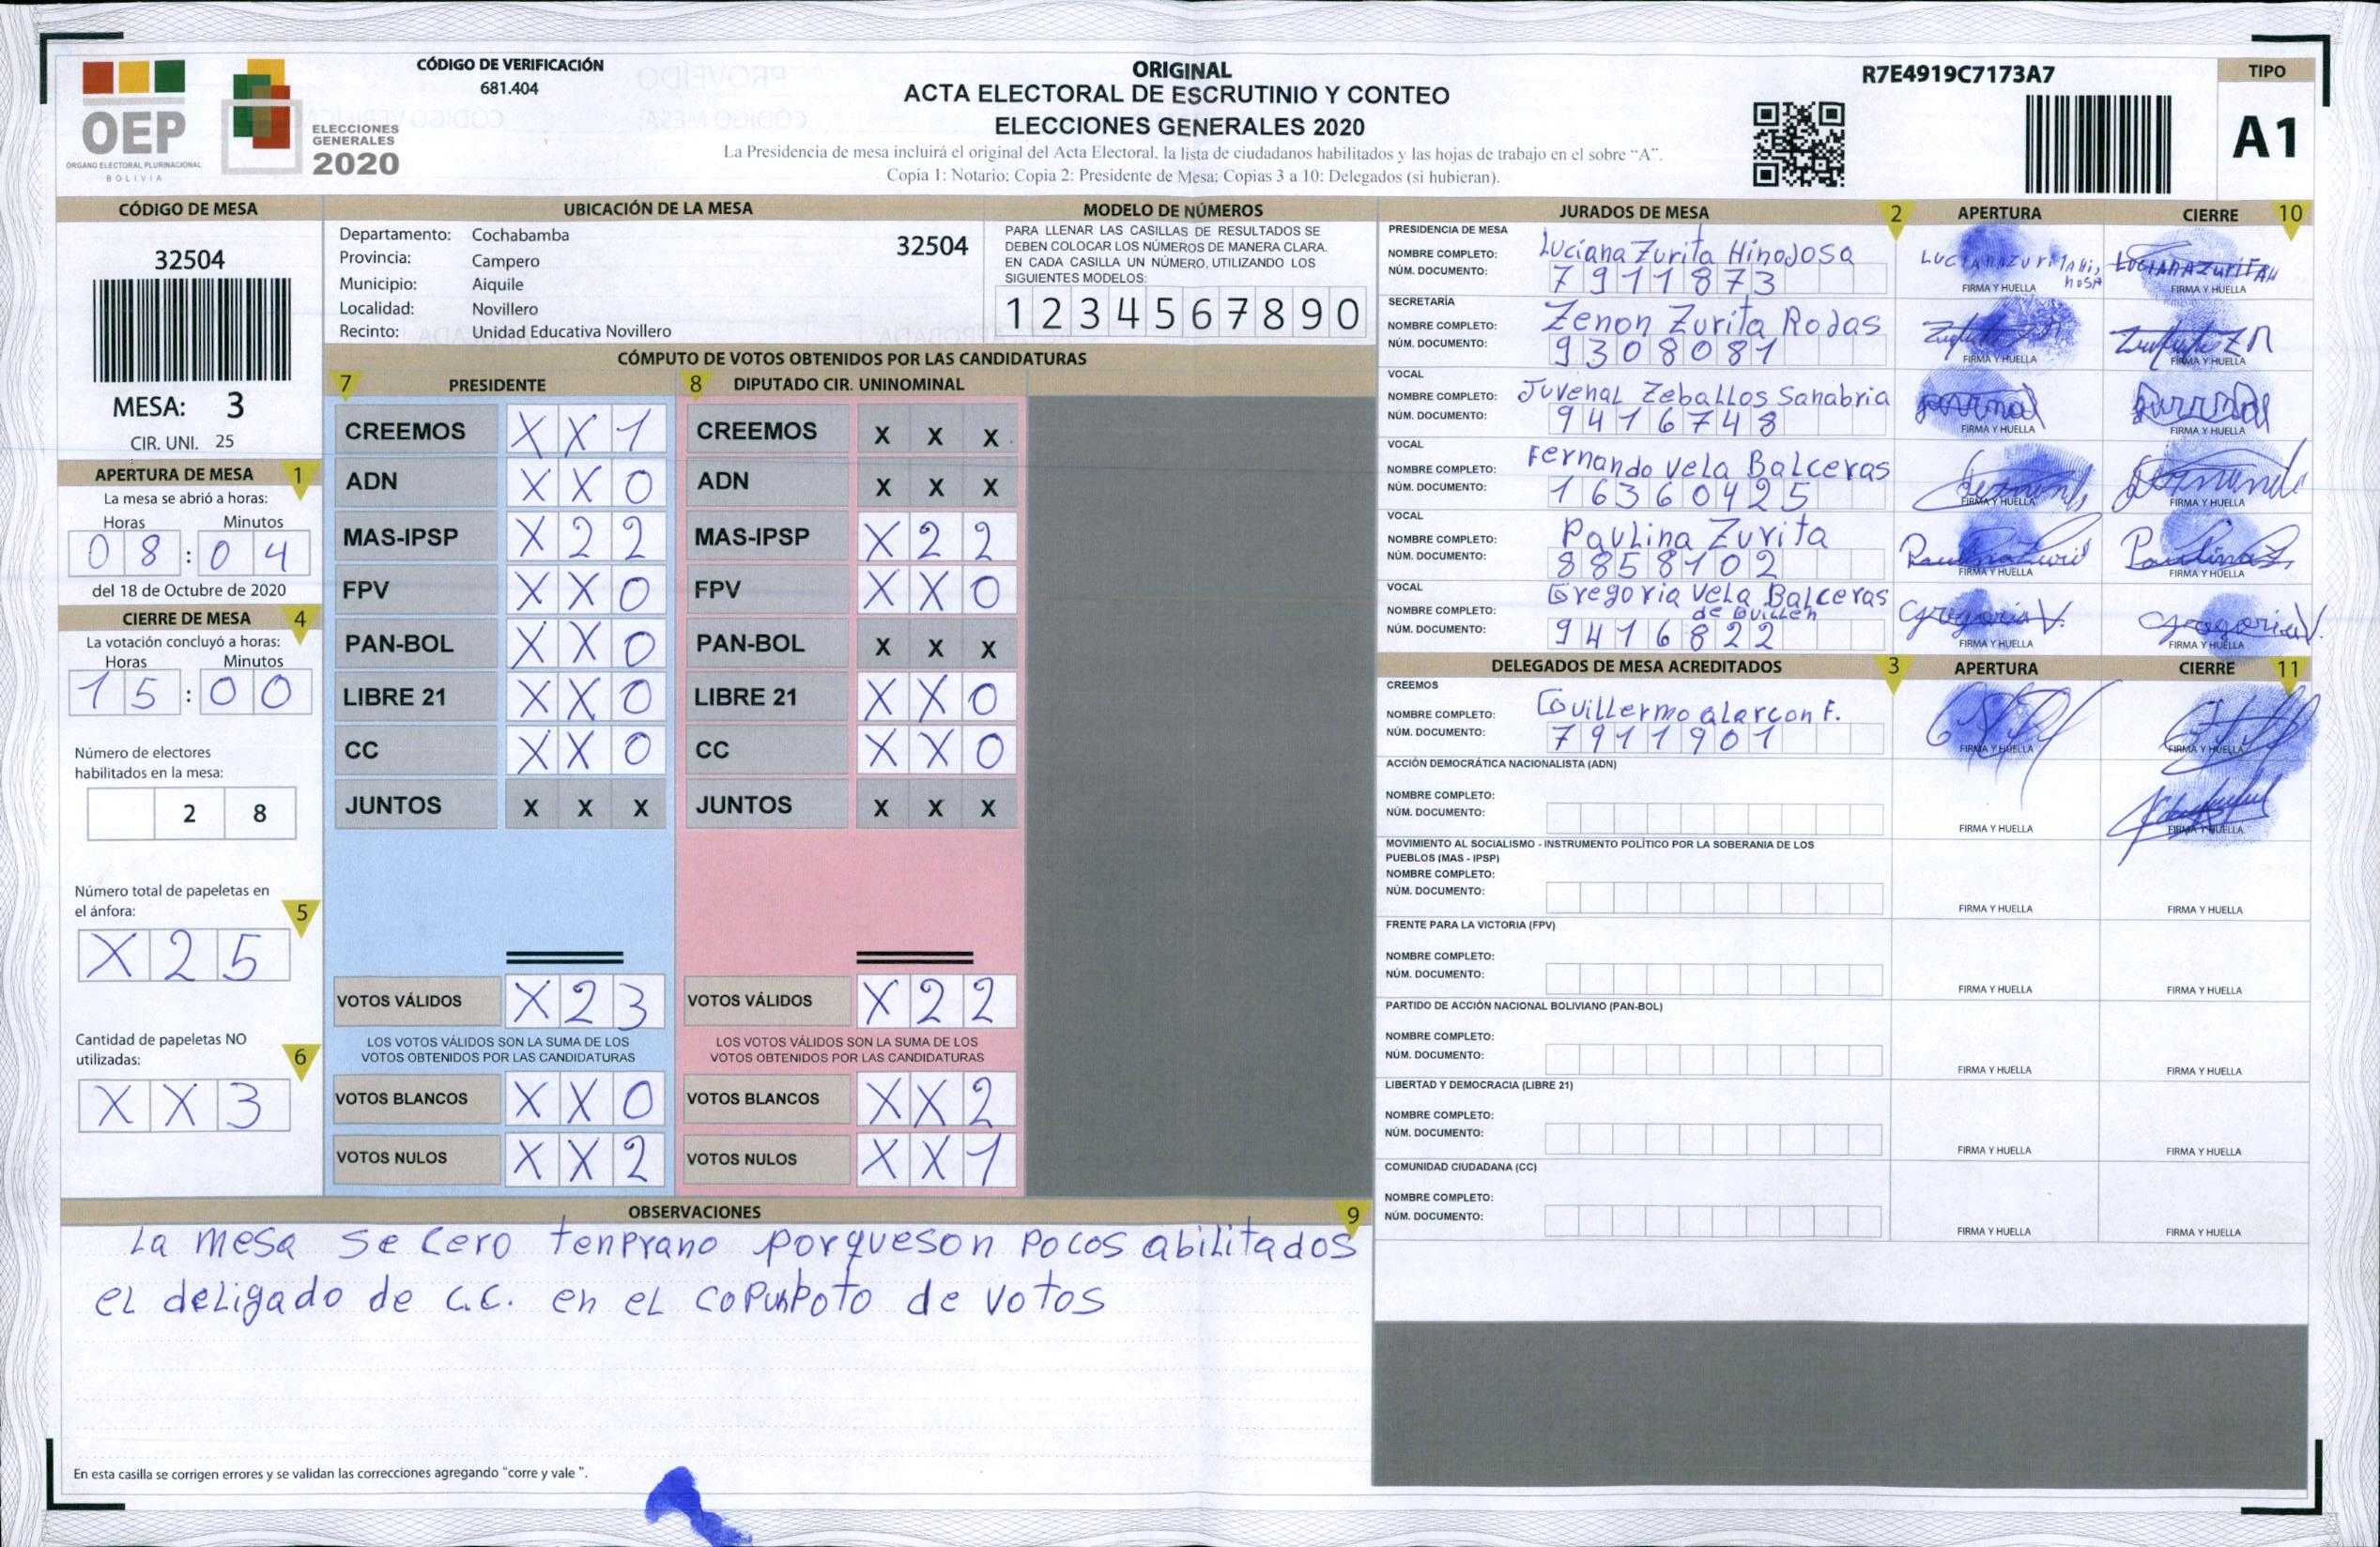 CÓDIGO DE VERIFICACIÓN
681.404
OEP
ÓRGANO ELECTORAL PLURINACIONAL
BOLIVIA
ELECCIONES
GENERALES
2020
ORIGINAL
ACTA ELECTORAL DE ESCRUTINIO Y CONTEO
ELECCIONES GENERALES 2020
La Presidencia de mesa incluirá el original del Acta Electoral, la lista de ciudadanos habilitados y las hojas de trabajo en el sobre "A".
Copia 1: Notario; Copia 2: Presidente de Mesa; Copias 3 a 10: Delegados (si hubieran).
R7E4919C7173A7
TIPO
A1
CÓDIGO DE MESA
32504
MESA: 3
CIR. UNI. 25
APERTURA DE MESA 1
La mesa se abrió a horas:
Horas Minutos
08:04
del 18 de Octubre de 2020
CIERRE DE MESA 4
La votación concluyó a horas:
Horas Minutos
15:00
Número de electores
habilitados en la mesa:
2 8
Número total de papeletas en
el ánfora: 5
X 2 5
Cantidad de papeletas NO
utilizadas: 6
X X 3
UBICACIÓN DE LA MESA
Departamento: Cochabamba 32504
Provincia: Campero
Municipio: Aiquile
Localidad: Novillero
Recinto: Unidad Educativa Novillero
MODELO DE NÚMEROS
PARA LLENAR LAS CASILLAS DE RESULTADOS SE
DEBEN COLOCAR LOS NÚMEROS DE MANERA CLARA.
EN CADA CASILLA UN NÚMERO, UTILIZANDO LOS
SIGUIENTES MODELOS:
1 2 3 4 5 6 7 8 9 0
CÓMPUTO DE VOTOS OBTENIDOS POR LAS CANDIDATURAS
7 PRESIDENTE 8 DIPUTADO CIR. UNINOMINAL
CREEMOS X X 1 CREEMOS X X X
ADN X X 0 ADN X X X
MAS-IPSP X 2 2 MAS-IPSP X 2 2
FPV X X 0 FPV X X 0
PAN-BOL X X 0 PAN-BOL X X X
LIBRE 21 X X 0 LIBRE 21 X X 0
CC X X 0 CC X X 0
JUNTOS X X X JUNTOS X X X
VOTOS VÁLIDOS X 2 3 VOTOS VÁLIDOS X 2 2
LOS VOTOS VÁLIDOS SON LA SUMA DE LOS LOS VOTOS VÁLIDOS SON LA SUMA DE LOS
VOTOS OBTENIDOS POR LAS CANDIDATURAS VOTOS OBTENIDOS POR LAS CANDIDATURAS
VOTOS BLANCOS X X 0 VOTOS BLANCOS X X 2
VOTOS NULOS X X 2 VOTOS NULOS X X 1
OBSERVACIONES 9
La mesa se cero tenprano porqueson pocos abilitados
el deligado de C.C. en el de votos
En esta casilla se corrigen errores y se validan las correcciones agregando "corre y vale ".
JURADOS DE MESA 2 APERTURA CIERRE 10
PRESIDENCIA DE MESA
NOMBRE COMPLETO: Luciana Zurita Hinojosa
NÚM. DOCUMENTO: 7911873
FIRMA Y HUELLA FIRMA Y HUELLA
SECRETARÍA
NOMBRE COMPLETO: Zenon Zurita Rodas
NÚM. DOCUMENTO: 9308081
FIRMA Y HUELLA FIRMA Y HUELLA
VOCAL
NOMBRE COMPLETO: Juvenal Zeballos Sanabria
NÚM. DOCUMENTO: 9416748
FIRMA Y HUELLA FIRMA Y HUELLA
VOCAL
NOMBRE COMPLETO: Fernando Vela Balceras
NÚM. DOCUMENTO: 16360425
FIRMA Y HUELLA FIRMA Y HUELLA
VOCAL
NOMBRE COMPLETO: Paulina Zurita
NÚM. DOCUMENTO: 8858102
FIRMA Y HUELLA FIRMA Y HUELLA
VOCAL
NOMBRE COMPLETO: Gregoria Vela Balceras
de Guillen
NÚM. DOCUMENTO: 9416822
FIRMA Y HUELLA FIRMA Y HUELLA
DELEGADOS DE MESA ACREDITADOS 3 APERTURA CIERRE 11
CREEMOS
NOMBRE COMPLETO: Guillermo alarcon F.
NÚM. DOCUMENTO: 7911901
FIRMA Y HUELLA FIRMA Y HUELLA
ACCIÓN DEMOCRÁTICA NACIONALISTA (ADN)
NOMBRE COMPLETO:
NÚM. DOCUMENTO:
FIRMA Y HUELLA FIRMA Y HUELLA
MOVIMIENTO AL SOCIALISMO - INSTRUMENTO POLÍTICO POR LA SOBERANIA DE LOS
PUEBLOS (MAS - IPSP)
NOMBRE COMPLETO:
NÚM. DOCUMENTO:
FIRMA Y HUELLA FIRMA Y HUELLA
FRENTE PARA LA VICTORIA (FPV)
NOMBRE COMPLETO:
NÚM. DOCUMENTO:
FIRMA Y HUELLA FIRMA Y HUELLA
PARTIDO DE ACCIÓN NACIONAL BOLIVIANO (PAN-BOL)
NOMBRE COMPLETO:
NÚM. DOCUMENTO:
FIRMA Y HUELLA FIRMA Y HUELLA
LIBERTAD Y DEMOCRACIA (LIBRE 21)
NOMBRE COMPLETO:
NÚM. DOCUMENTO:
FIRMA Y HUELLA FIRMA Y HUELLA
COMUNIDAD CIUDADANA (CC)
NOMBRE COMPLETO:
NÚM. DOCUMENTO:
FIRMA Y HUELLA FIRMA Y HUELLA